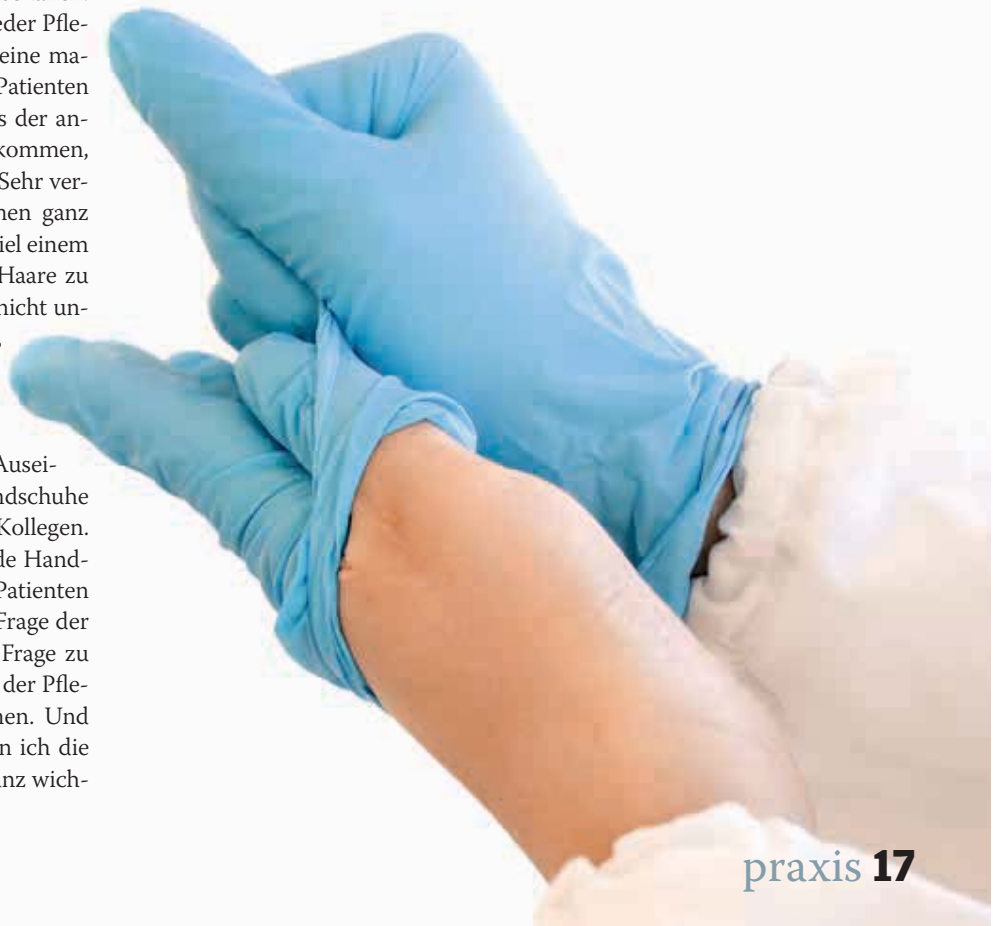 eder Pfle-
eine ma-
Patienten
s der an-
kommen,
Sehr ver-
nen ganz
iel einem
Haare zu
nicht un-
Ausei-
ndschuhe
Kollegen.
de Hand-
Patienten
Frage der
Frage zu
der Pfle-
nen. Und
n ich die
anz wich-
praxis 17